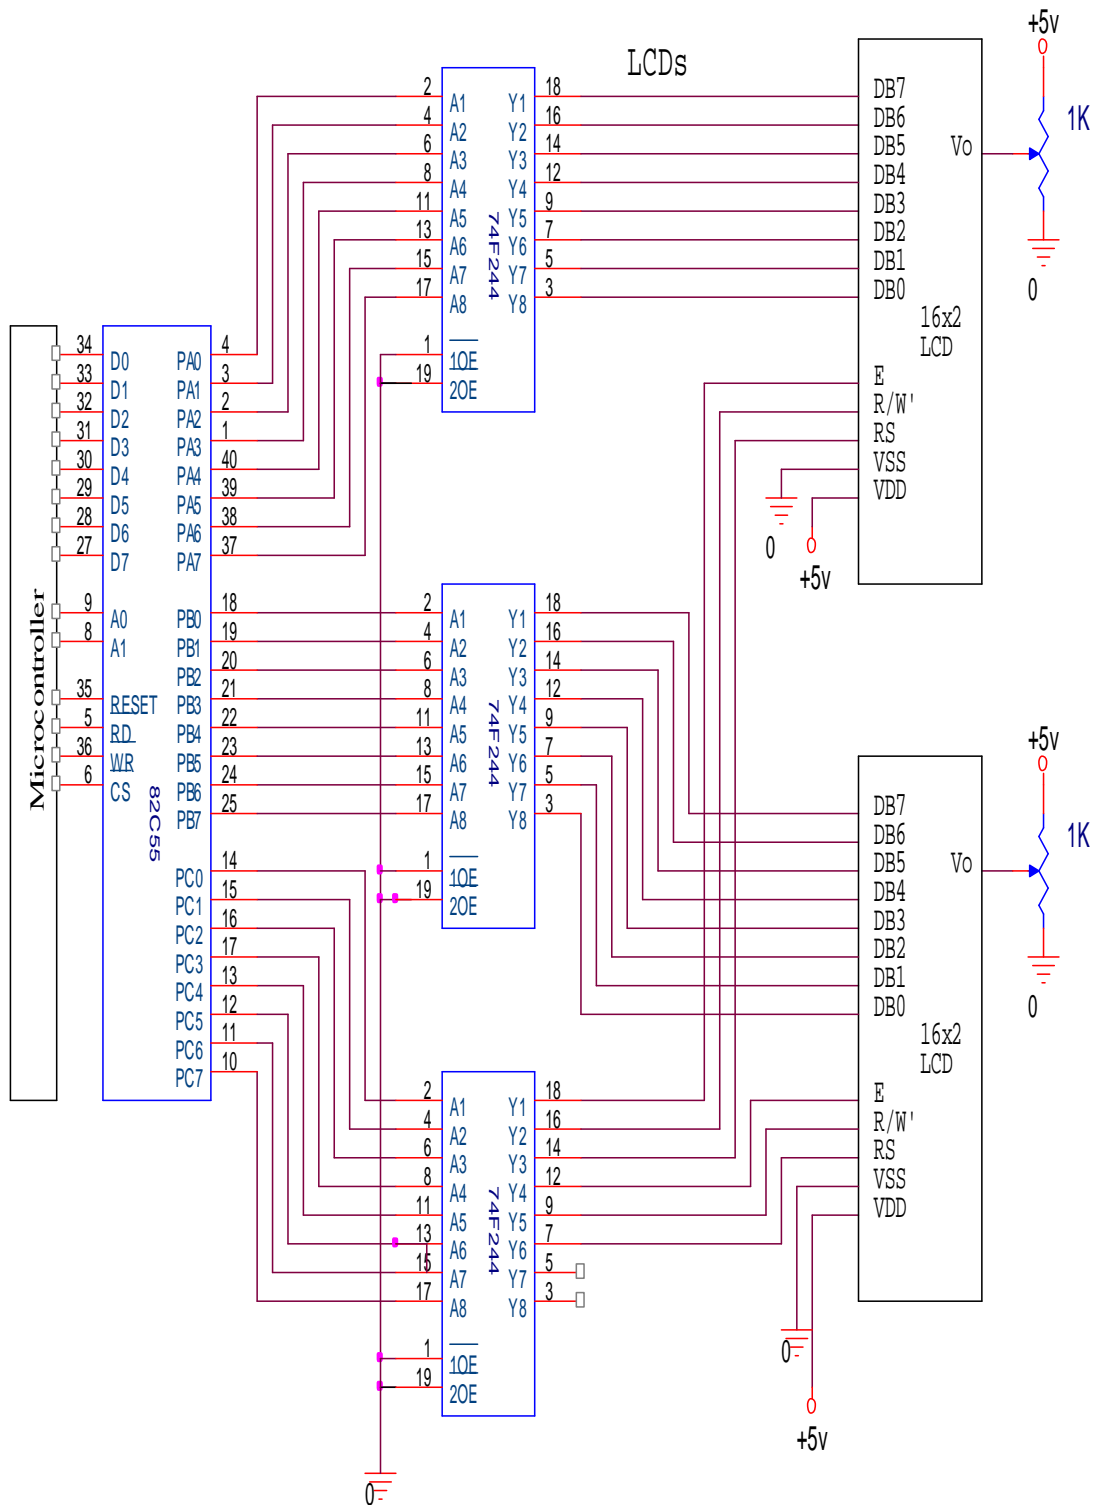 LCDs
+5v
1K
0
Microcontroller
34 D0 PA0 4
33 D1 PA1 3
32 D2 PA2 2
31 D3 PA3 1
30 D4 PA4 40
29 D5 PA5 39
28 D6 PA6 38
27 D7 PA7 37
9 A0 PB0 18
8 A1 PB1 19
PB2 20
35 RESET PB3 21
5 RD PB4 22
36 WR PB5 23
6 CS PB6 24
PB7 25
82C55
PC0 14
PC1 15
PC2 16
PC3 17
PC4 13
PC5 12
PC6 11
PC7 10
2 A1 Y1 18
4 A2 Y2 16
6 A3 Y3 14
8 A4 Y4 12
11 A5 Y5 9
13 A6 Y6 7
15 A7 Y7 5
17 A8 Y8 3
74F244
1 1OE
19 2OE
2 A1 Y1 18
4 A2 Y2 16
6 A3 Y3 14
8 A4 Y4 12
11 A5 Y5 9
13 A6 Y6 7
15 A7 Y7 5
17 A8 Y8 3
74F244
1 1OE
19 2OE
2 A1 Y1 18
4 A2 Y2 16
6 A3 Y3 14
8 A4 Y4 12
11 A5 Y5 9
13 A6 Y6 7
15 A7 Y7 5
17 A8 Y8 3
74F244
1 1OE
19 2OE
0
DB7
DB6
DB5 Vo
DB4
DB3
DB2
DB1
DB0
16x2
LCD
E
R/W'
RS
VSS
VDD
0
+5v
+5v
1K
0
DB7
DB6
DB5 Vo
DB4
DB3
DB2
DB1
DB0
16x2
LCD
E
R/W'
RS
VSS
VDD
0
+5v